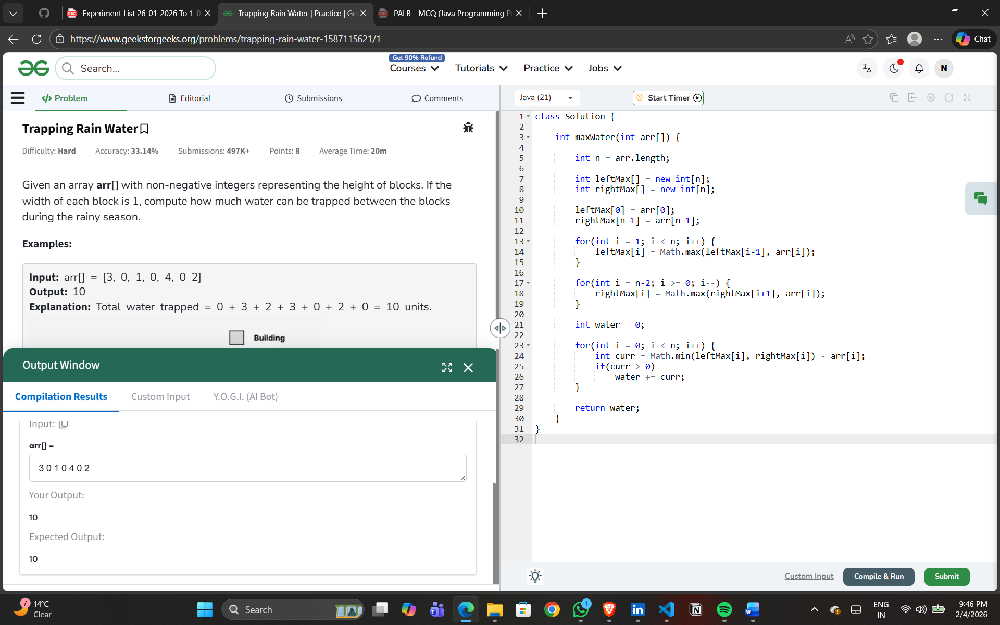 Experiment List 26-01-2026 To 1-0
Trapping Rain Water | Practice | Ge
PALB - MCQ (Java Programming P
https://www.geeksforgeeks.org/problems/trapping-rain-water-1587115621/1
Chat
Search...
Get 90% Refund
Courses
Tutorials
Practice
Jobs
N
</> Problem
Editorial
Submissions
Comments
Java (21)
Start Timer
Trapping Rain Water
Difficulty: Hard
Accuracy: 33.14%
Submissions: 497K+
Points: 8
Average Time: 20m
Given an array arr[] with non-negative integers representing the height of blocks. If the
width of each block is 1, compute how much water can be trapped between the blocks
during the rainy season.
Examples:
Input: arr[] = [3, 0, 1, 0, 4, 0 2]
Output: 10
Explanation: Total water trapped = 0 + 3 + 2 + 3 + 0 + 2 + 0 = 10 units.
Building
Output Window
Compilation Results
Custom Input
Y.O.G.I. (AI Bot)
Input:
arr[] =
3 0 1 0 4 0 2
Your Output:
10
Expected Output:
10
1 class Solution {
2
3 int maxWater(int arr[]) {
4
5 int n = arr.length;
6
7 int leftMax[] = new int[n];
8 int rightMax[] = new int[n];
9
10 leftMax[0] = arr[0];
11 rightMax[n-1] = arr[n-1];
12
13 for(int i = 1; i < n; i++) {
14 leftMax[i] = Math.max(leftMax[i-1], arr[i]);
15 }
16
17 for(int i = n-2; i >= 0; i--) {
18 rightMax[i] = Math.max(rightMax[i+1], arr[i]);
19 }
20
21 int water = 0;
22
23 for(int i = 0; i < n; i++) {
24 int curr = Math.min(leftMax[i], rightMax[i]) - arr[i];
25 if(curr > 0)
26 water += curr;
27 }
28
29 return water;
30 }
31 }
32
Custom Input
Compile & Run
Submit
7
14°C
Clear
Search
1
ENG
IN
9:46 PM
2/4/2026